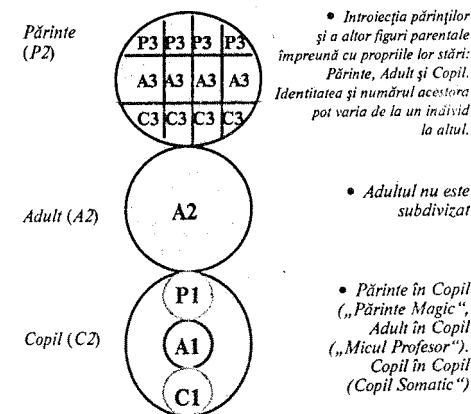 Părinte
(P2)
P3 P3 P3 P3
A3 A3 A3 A3
C3 C3 C3 C3
• Introiecția părinților
și a altor figuri parentale
împreună cu propriile lor stări:
Părinte, Adult și Copil.
Identitatea și numărul acestora
pot varia de la un individ
la altul.
Adult (A2)
A2
• Adultul nu este
subdivizat
Copil (C2)
P1
A1
C1
• Părinte în Copil
(„Părinte Magic“,
Adult în Copil
(„Micul Profesor“).
Copil în Copil
(Copil Somatic“)